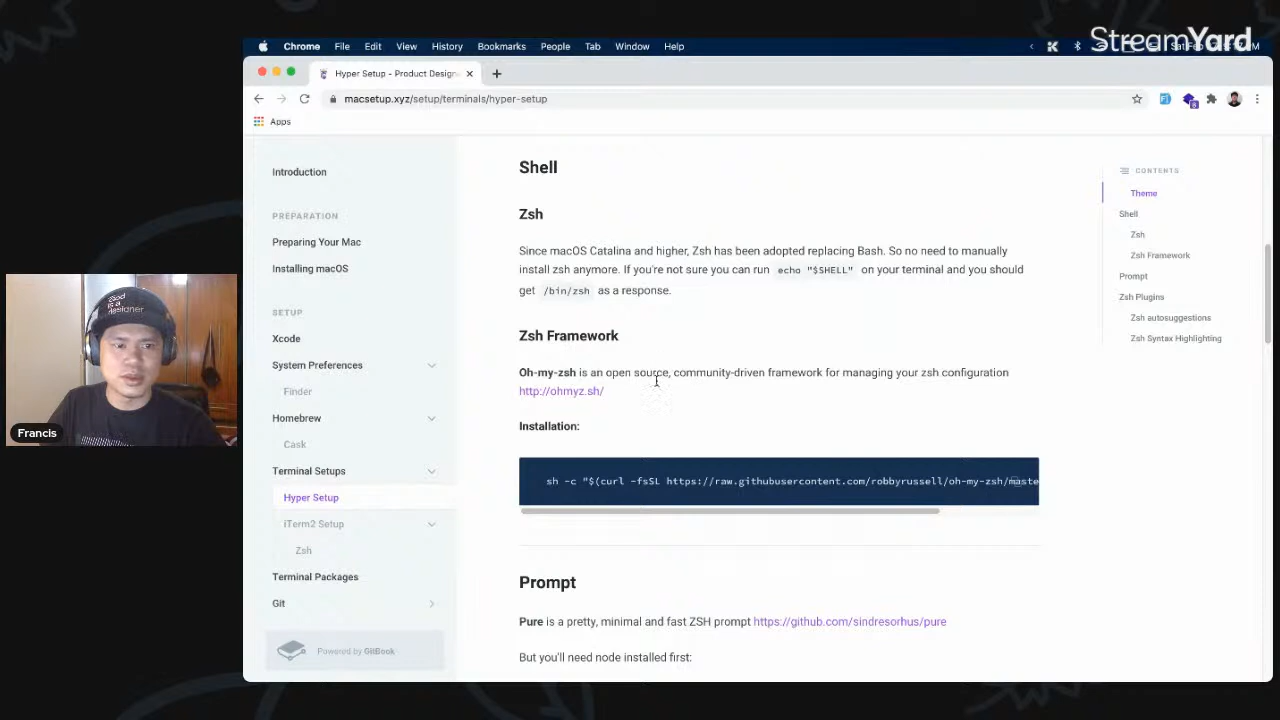 StreamYard
Chrome File Edit View History Bookmarks People Tab Window Help
Hyper Setup - Product Design
macsetup.xyz/setup/terminals/hyper-setup
Apps
Introduction
PREPARATION
Preparing Your Mac
Installing macOS
SETUP
Xcode
System Preferences
Finder
Homebrew
Cask
Terminal Setups
Hyper Setup
iTerm2 Setup
Zsh
Terminal Packages
Git
Powered by GitBook
Shell
Zsh
Since macOS Catalina and higher, Zsh has been adopted replacing Bash. So no need to manually
install zsh anymore. If you're not sure you can run echo "$SHELL" on your terminal and you should
get /bin/zsh as a response.
Zsh Framework
Oh-my-zsh is an open source, community-driven framework for managing your zsh configuration
http://ohmyz.sh/
Installation:
sh -c "$(curl -fsSL https://raw.githubusercontent.com/robbyrussell/oh-my-zsh/maste
Prompt
Pure is a pretty, minimal and fast ZSH prompt https://github.com/sindresorhus/pure
But you'll need node installed first:
CONTENTS
Theme
Shell
Zsh
Zsh Framework
Prompt
Zsh Plugins
Zsh autosuggestions
Zsh Syntax Highlighting
God
is a
designer
Francis